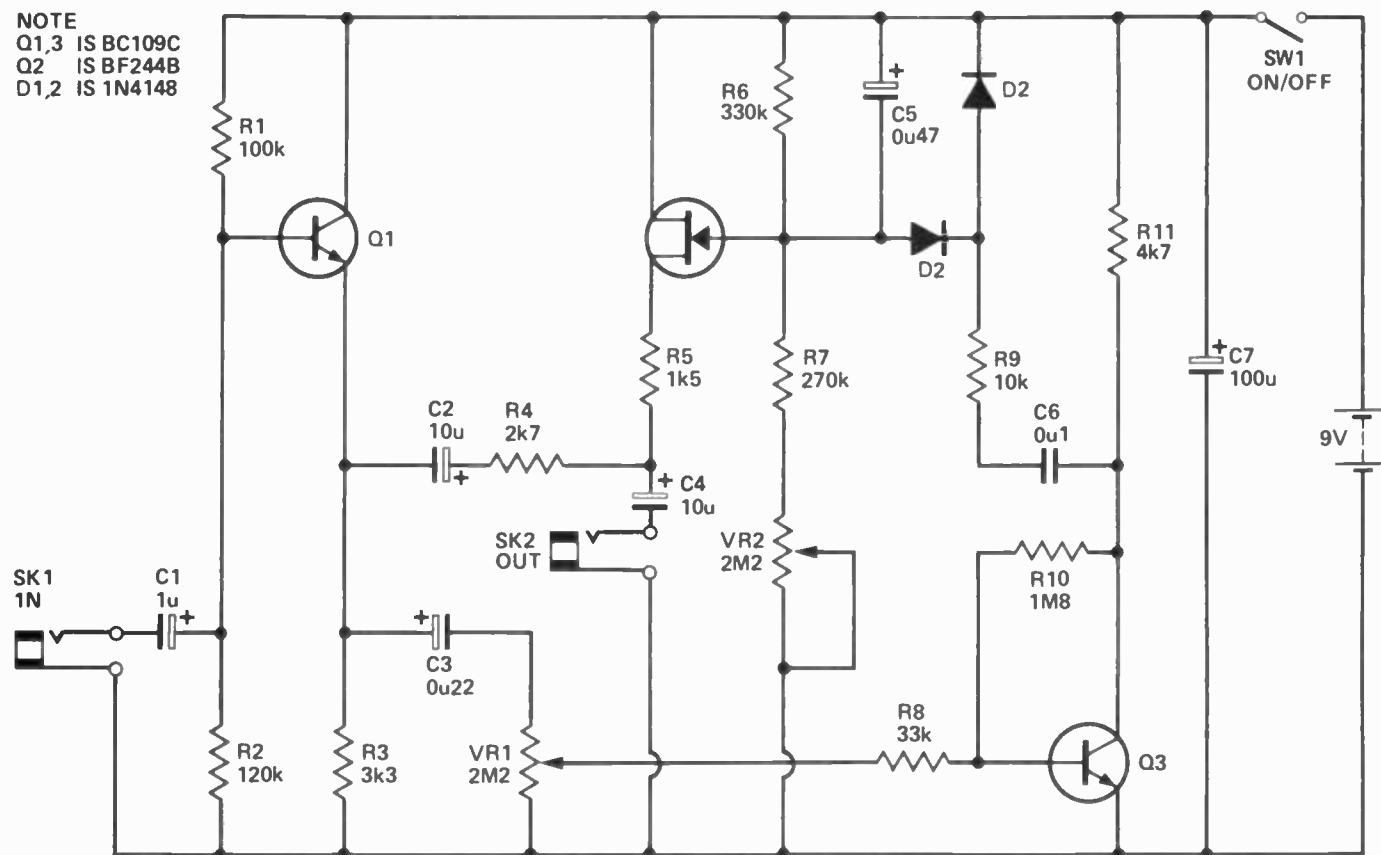 NOTE
Q1,3 IS BC109C
Q2 IS BF244B
D1,2 IS 1N4148
SW1
ON/OFF
R6
330k
C5
0u47
+
D2
R1
100k
Q1
D2
R11
4k7
R5
1k5
R7
270k
R9
10k
+
C7
100u
C2
10u
+
R4
2k7
C6
0u1
9V
+
C4
10u
SK2
OUT
VR2
2M2
R10
1M8
SK1
1N
C1
1u
+
+
C3
0u22
R2
120k
R3
3k3
VR1
2M2
R8
33k
Q3